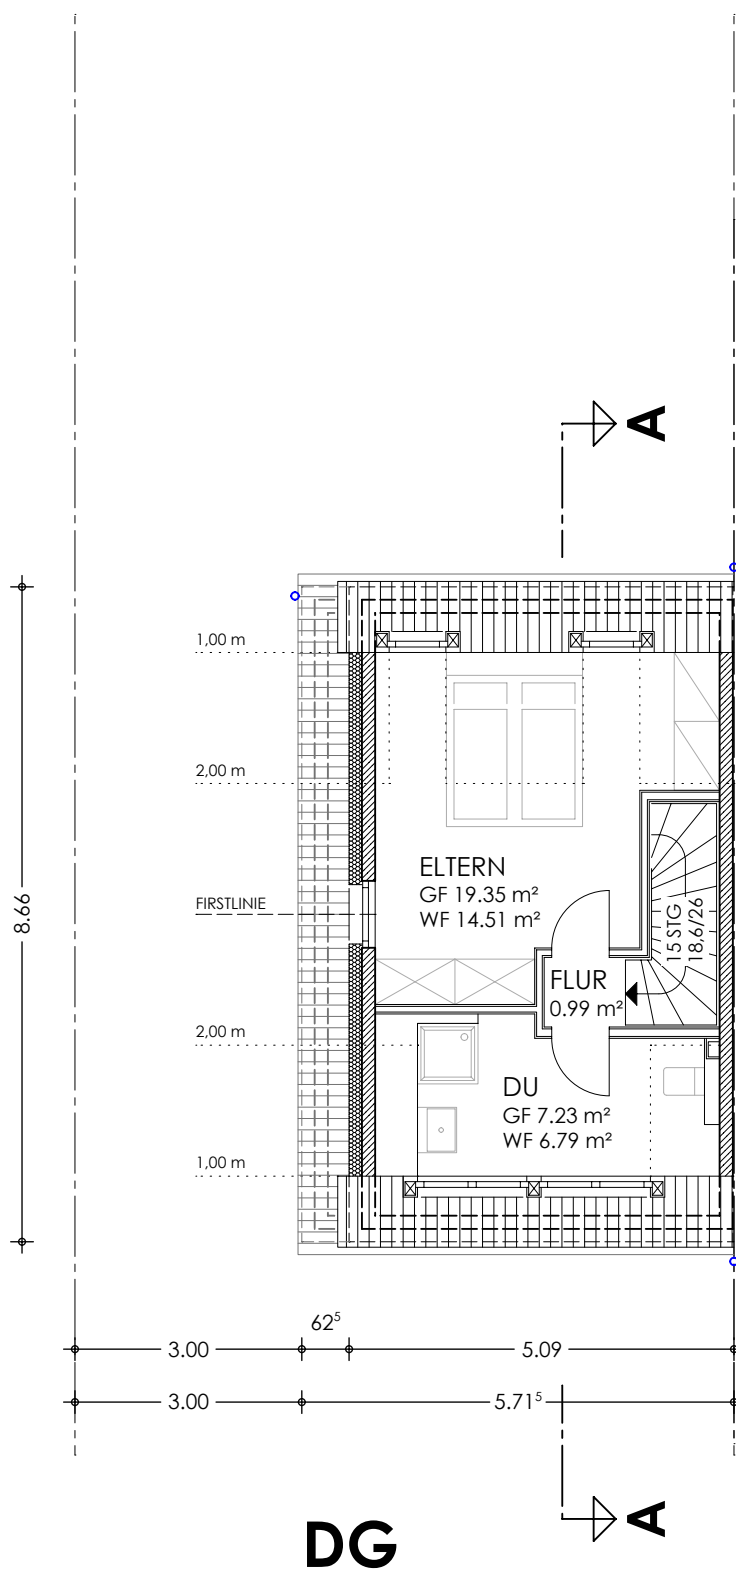 A
1,00 m
2,00 m
8.66
ELTERN
GF 19.35 m²
WF 14.51 m²
FIRSTLINIE
15 STG
18,6/26
FLUR
0.99 m²
2,00 m
DU
GF 7.23 m²
WF 6.79 m²
1,00 m
62⁵
3.00
5.09
3.00
5.71⁵
A
DG